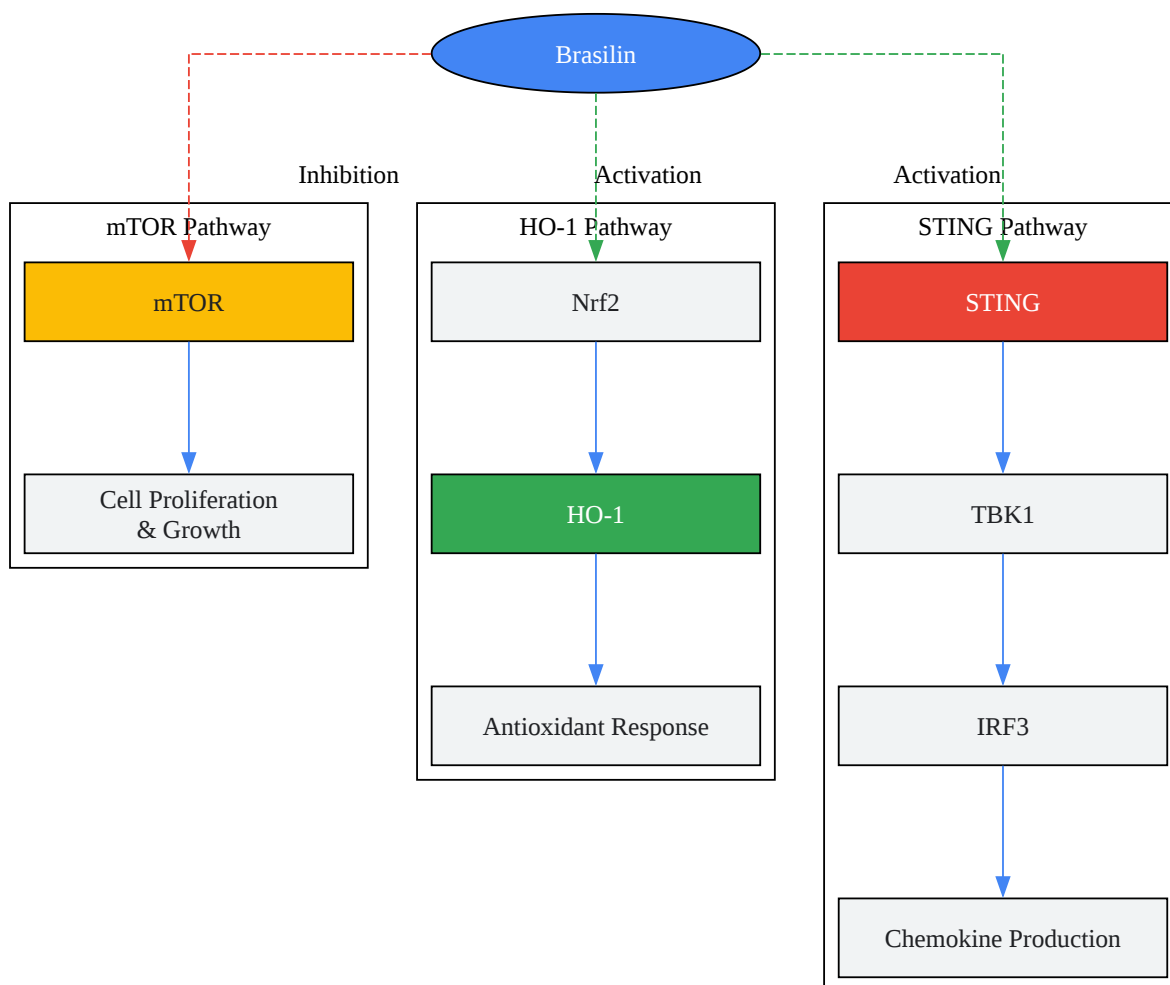 Brasilin
Inhibition
Activation
Activation
mTOR Pathway
HO-1 Pathway
STING Pathway
mTOR
Nrf2
STING
Cell Proliferation
& Growth
HO-1
TBK1
Antioxidant Response
IRF3
Chemokine Production